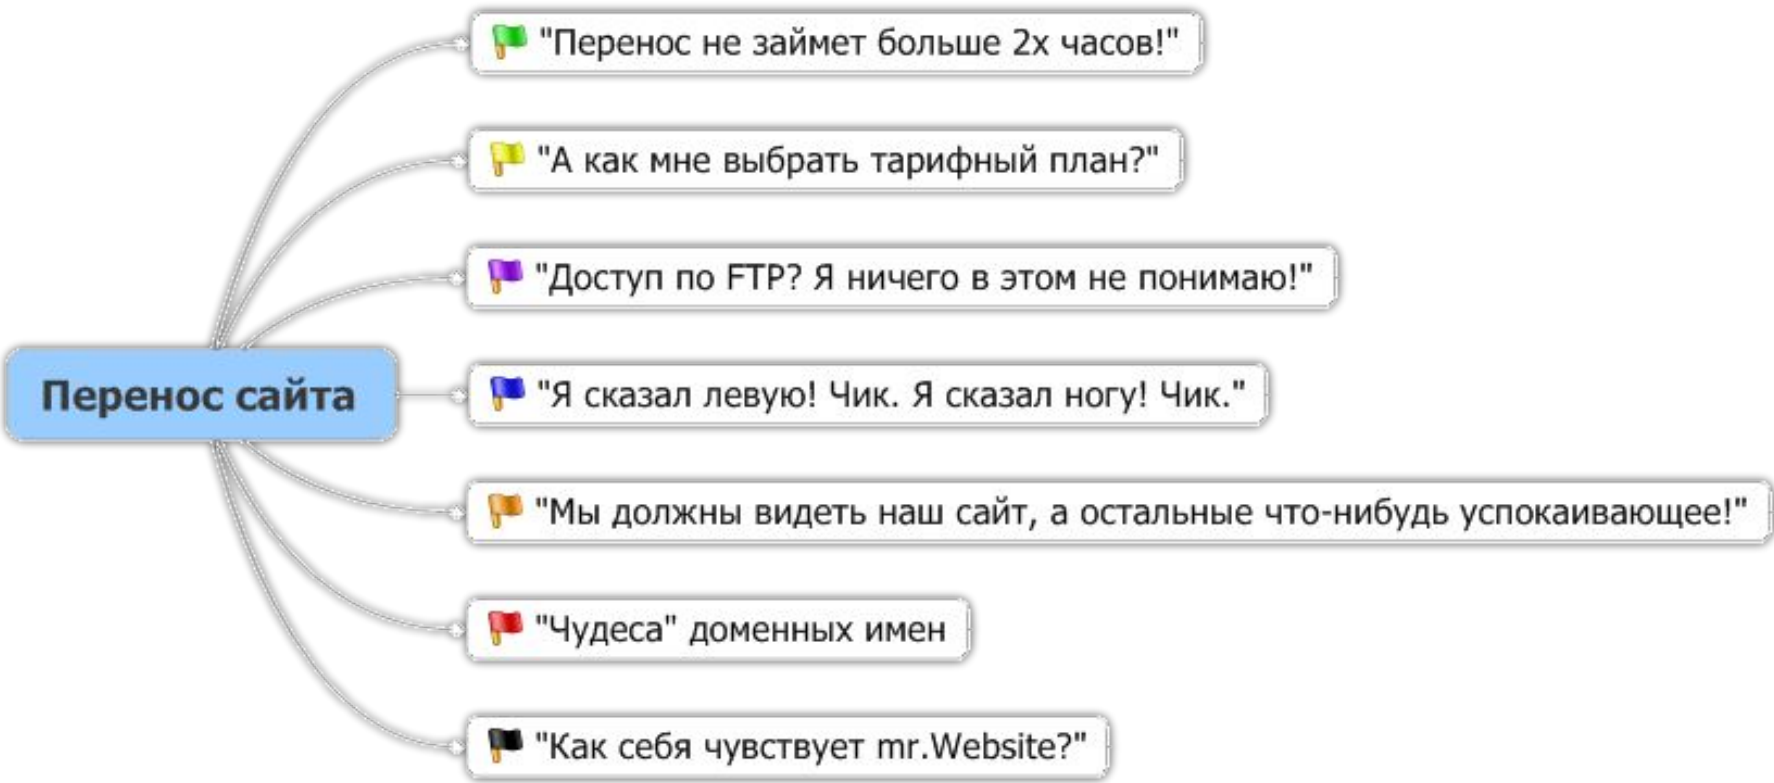 "Перенос не займет больше 2х часов!"
"А как мне выбрать тарифный план?"
"Доступ по FTP? Я ничего в этом не понимаю!"
Перенос сайта
"Я сказал левую! Чик. Я сказал ногу! Чик."
"Мы должны видеть наш сайт, а остальные что-нибудь успокаивающее!"
"Чудеса" доменных имен
"Как себя чувствует mr.Website?"